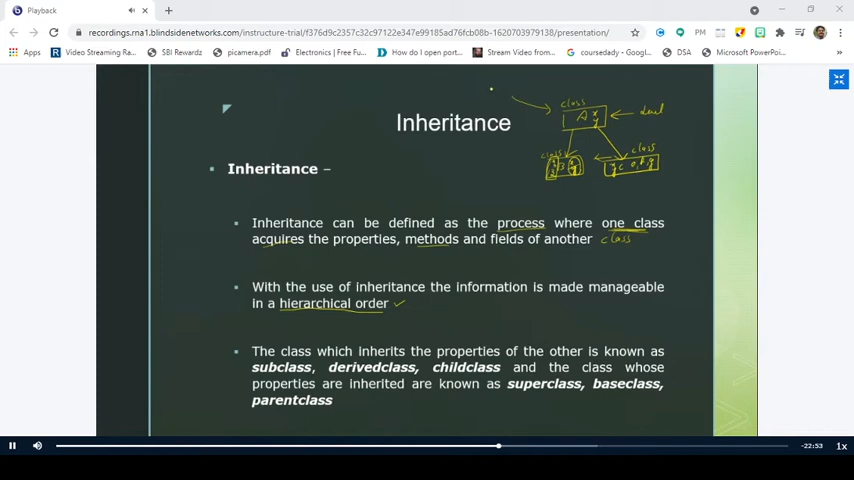 Playback
recordings.rna1.blindsidenetworks.com/instructure-trial/f376d9c2357c32c97122e347e99185ad76fcb08b-1620703979138/presentation/
PM
Apps
Video Streaming Ra...
SBI Rewardz
picamera.pdf
Electronics | Free Fu...
How do I open port...
Stream Video from...
coursedady - Googl...
DSA
Microsoft PowerPoi...
class
A x
y
Inheritance
class
class
Inheritance –
Inheritance can be defined as the process where one class
acquires the properties, methods and fields of another class
With the use of inheritance the information is made manageable
in a hierarchical order
The class which inherits the properties of the other is known as
subclass, derivedclass, childclass and the class whose
properties are inherited are known as superclass, baseclass,
parentclass
-22:53
1x